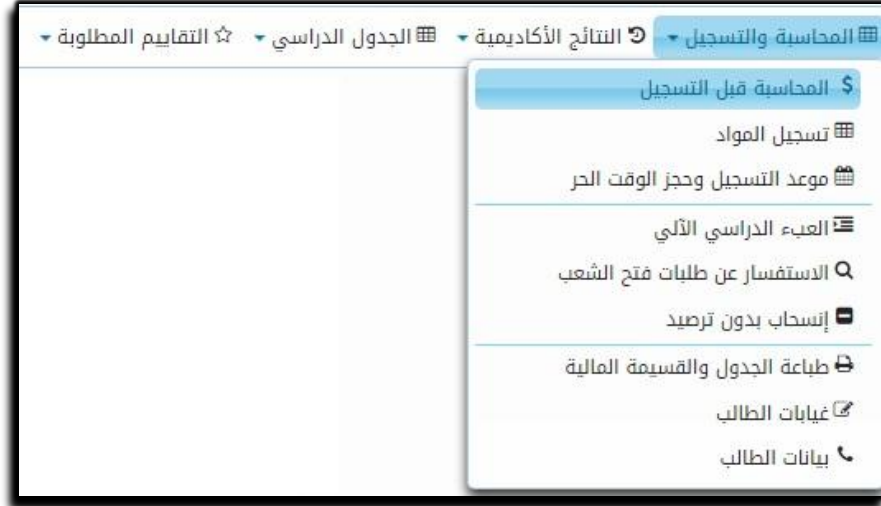 المحاسبة والتسجيل النتائج الأكاديمية الجدول الدراسي التقاييم المطلوبة
المحاسبة قبل التسجيل
تسجيل المواد
موعد التسجيل وحجز الوقت الحر
العبء الدراسي الآلي
الاستفسار عن طلبات فتح الشعب
إنسحاب بدون ترصيد
طباعة الجدول والقسيمة المالية
غيابات الطالب
بيانات الطالب